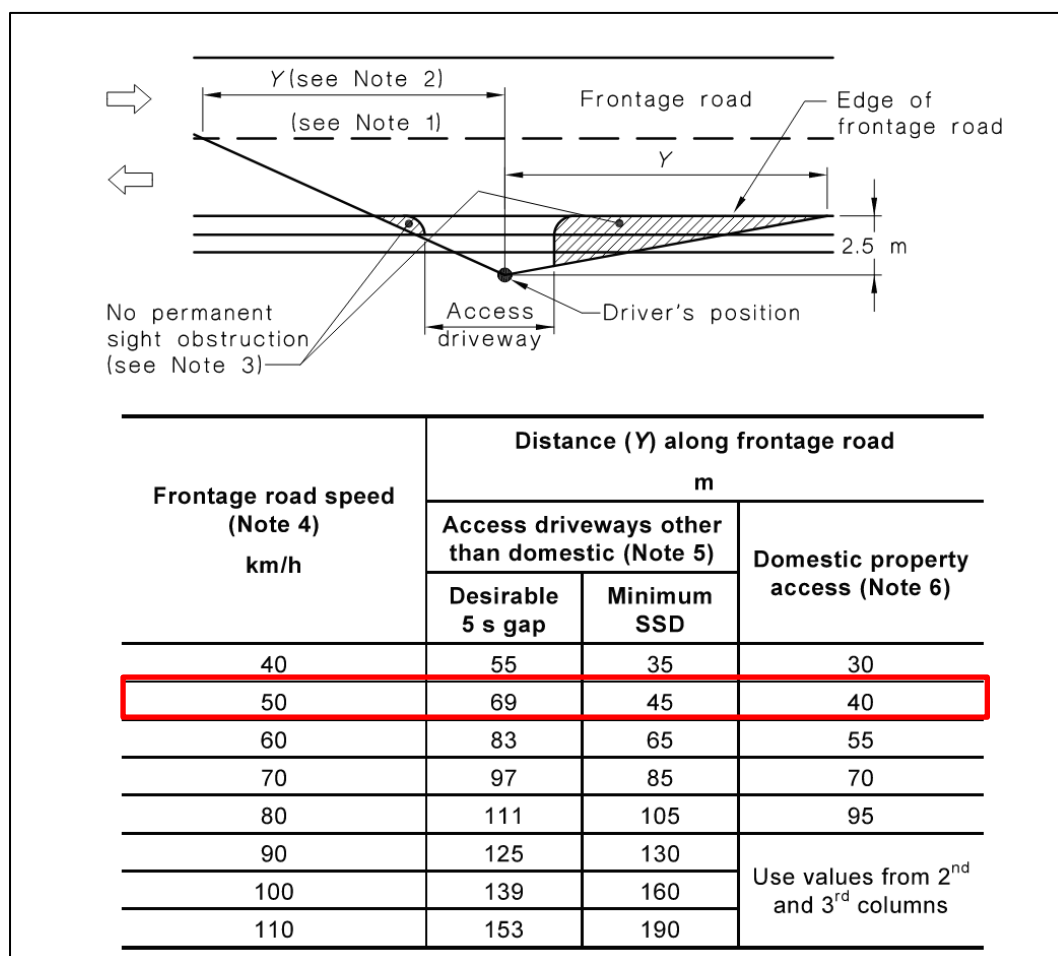 Y (see Note 2)
(see Note 1)
Frontage road
Edge of
frontage road
Y
2.5 m
No permanent
sight obstruction
(see Note 3)
Access
driveway
Driver's position
Frontage road speed
(Note 4)
km/h
Distance (Y) along frontage road
m
Access driveways other
than domestic (Note 5)
Domestic property
access (Note 6)
Desirable
5 s gap
Minimum
SSD
40 55 35 30
50 69 45 40
60 83 65 55
70 97 85 70
80 111 105 95
90 125 130
100 139 160
110 153 190
Use values from 2nd
and 3rd columns